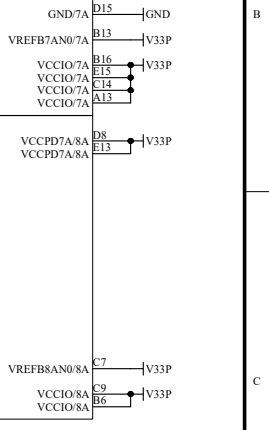 GND/7A D15 GND B
VREFB7AN0/7A B13 V33P
VCCIO/7A B16 V33P
VCCIO/7A E15
VCCIO/7A C14
VCCIO/7A A13
VCCPD7A/8A D8 V33P
VCCPD7A/8A E13
VREFB8AN0/8A C7 V33P
C
VCCIO/8A C9 V33P
VCCIO/8A B6